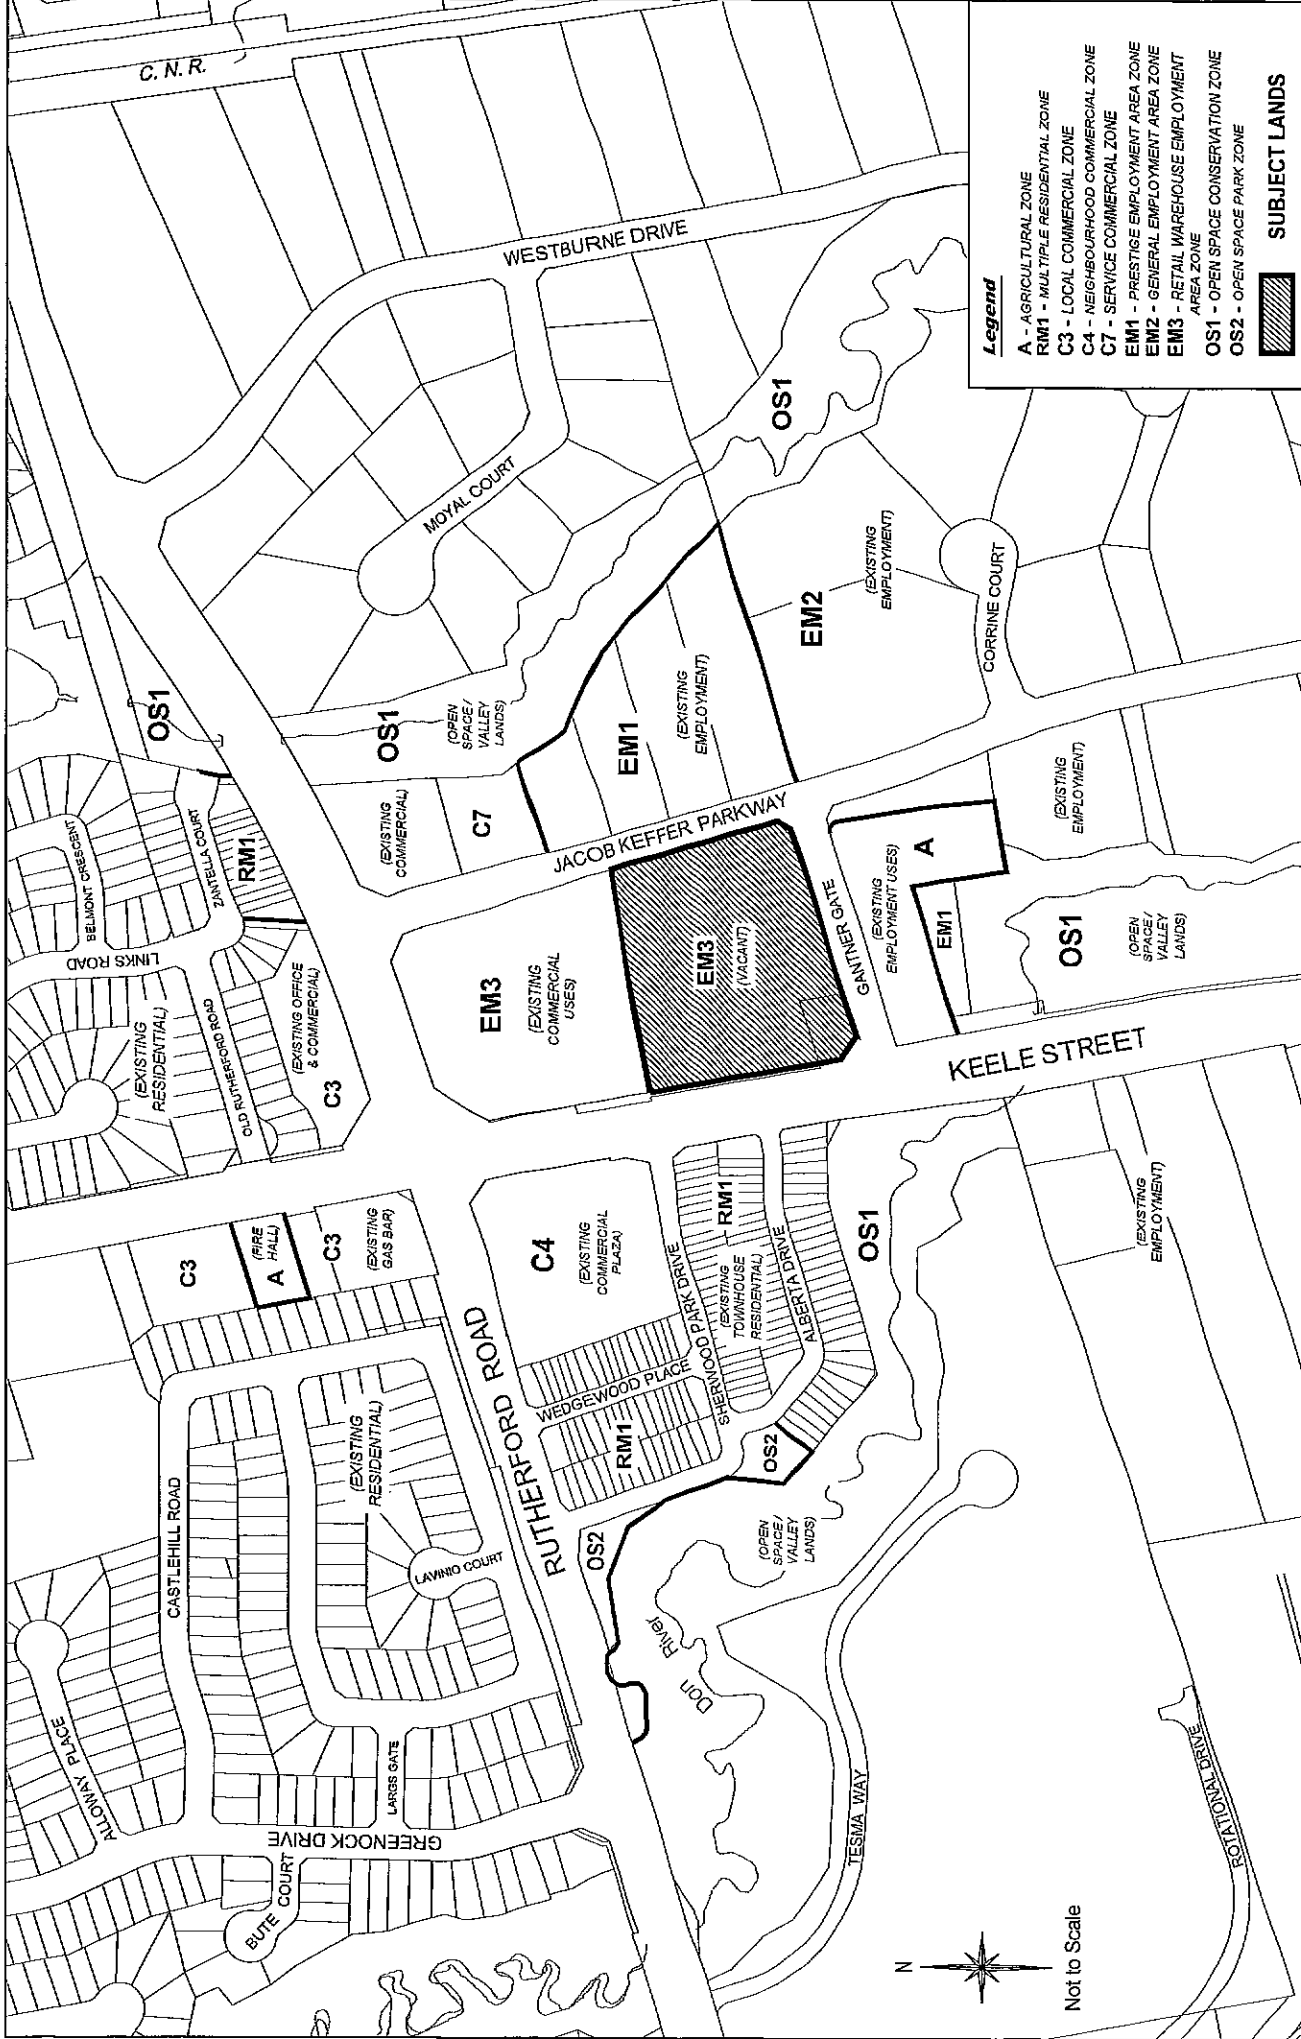 C. N. R.
WESTBURNE DRIVE
MOYAL COURT
OS1
OS1
OS1
(OPEN
SPACE/
VALLEY
LANDS)
BELMONT CRESCENT
ZANTELLA COURT
RM1
LINKS ROAD
(EXISTING
RESIDENTIAL)
OLD RUTHERFORD ROAD
(EXISTING OFFICE
& COMMERCIAL)
C3
(EXISTING
COMMERCIAL)
C7
EM1
(EXISTING
EMPLOYMENT)
EM2
(EXISTING
EMPLOYMENT)
CORRINE COURT
JACOB KEFFER PARKWAY
EM3
(EXISTING
COMMERCIAL
USES)
EM3
(VACANT)
GANTNER GATE
(EXISTING
EMPLOYMENT USES)
A
EM1
(EXISTING
EMPLOYMENT)
OS1
(OPEN
SPACE/
VALLEY
LANDS)
KEELE STREET
C3
(FIRE
HALL)
A
C3
(EXISTING
GAS BAR)
C4
(EXISTING
COMMERCIAL
PLAZA)
RM1
(EXISTING
TOWNHOUSE
RESIDENTIAL)
SHERWOOD PARK DRIVE
ALBERTA DRIVE
OS1
(EXISTING
EMPLOYMENT)
RUTHERFORD ROAD
WEDGEWOOD PLACE
RM1
OS2
OS2
(OPEN
SPACE/
VALLEY
LANDS)
Don River
CASTLEHILL ROAD
(EXISTING
RESIDENTIAL)
LAVINIO COURT
ALLOWAY PLACE
LARGS GATE
GREENOCK DRIVE
BUTE COURT
TESMA WAY
ROTATIONAL DRIVE
N
Not to Scale
Legend
A - AGRICULTURAL ZONE
RM1 - MULTIPLE RESIDENTIAL ZONE
C3 - LOCAL COMMERCIAL ZONE
C4 - NEIGHBOURHOOD COMMERCIAL ZONE
C7 - SERVICE COMMERCIAL ZONE
EM1 - PRESTIGE EMPLOYMENT AREA ZONE
EM2 - GENERAL EMPLOYMENT AREA ZONE
EM3 - RETAIL WAREHOUSE EMPLOYMENT
AREA ZONE
OS1 - OPEN SPACE CONSERVATION ZONE
OS2 - OPEN SPACE PARK ZONE
SUBJECT LANDS